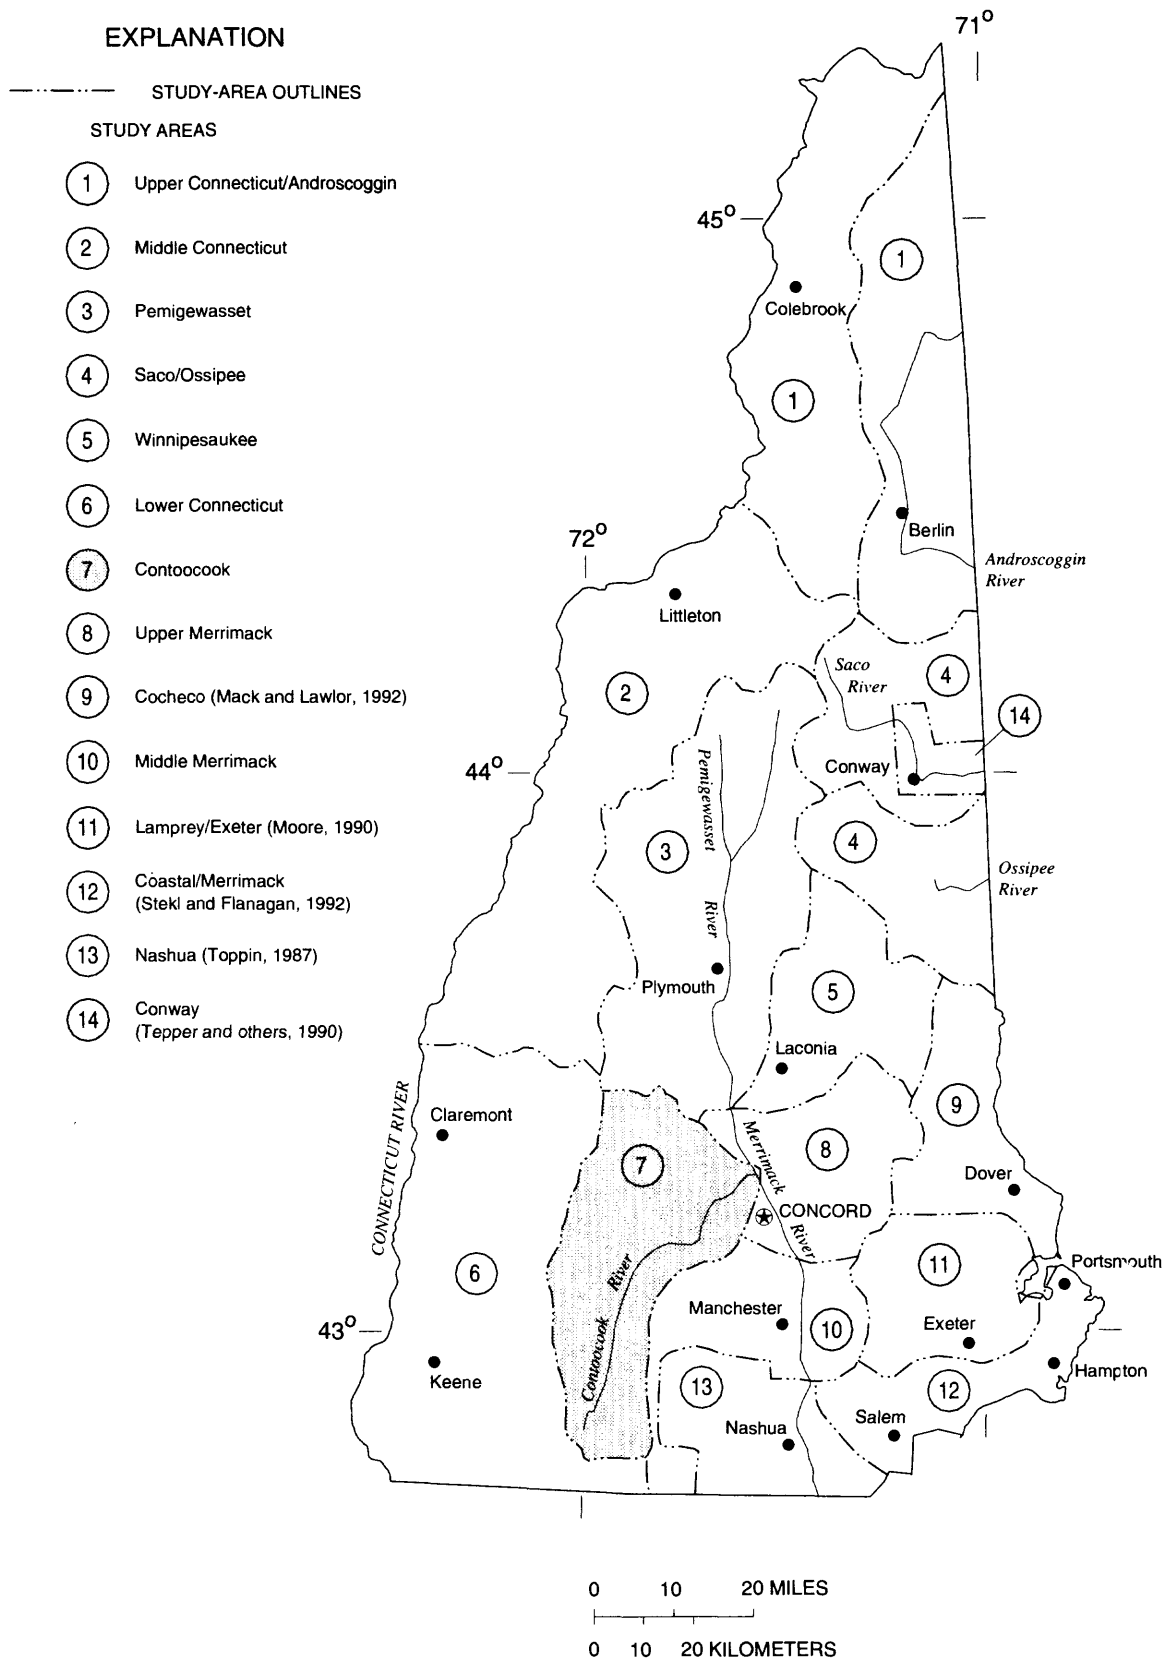 EXPLANATION
STUDY-AREA OUTLINES
STUDY AREAS
1 Upper Connecticut/Androscoggin
2 Middle Connecticut
3 Pemigewasset
4 Saco/Ossipee
5 Winnipesaukee
6 Lower Connecticut
7 Contoocook
8 Upper Merrimack
9 Cocheco (Mack and Lawlor, 1992)
10 Middle Merrimack
11 Lamprey/Exeter (Moore, 1990)
12 Coastal/Merrimack
(Stekl and Flanagan, 1992)
13 Nashua (Toppin, 1987)
14 Conway
(Tepper and others, 1990)
71°
45°
1
Colebrook
1
Berlin
72°
Androscoggin
River
Littleton
Saco
River
4
2
14
Pemigewasset
River
44°
Conway
3
4
Ossipee
River
Plymouth
5
Laconia
CONNECTICUT RIVER
Claremont
9
Merrimack
River
8
7
Dover
CONCORD
6
Contoocook
River
11
Portsmouth
Manchester
10
Exeter
43°
Keene
Hampton
13
12
Salem
Nashua
0 10 20 MILES
0 10 20 KILOMETERS